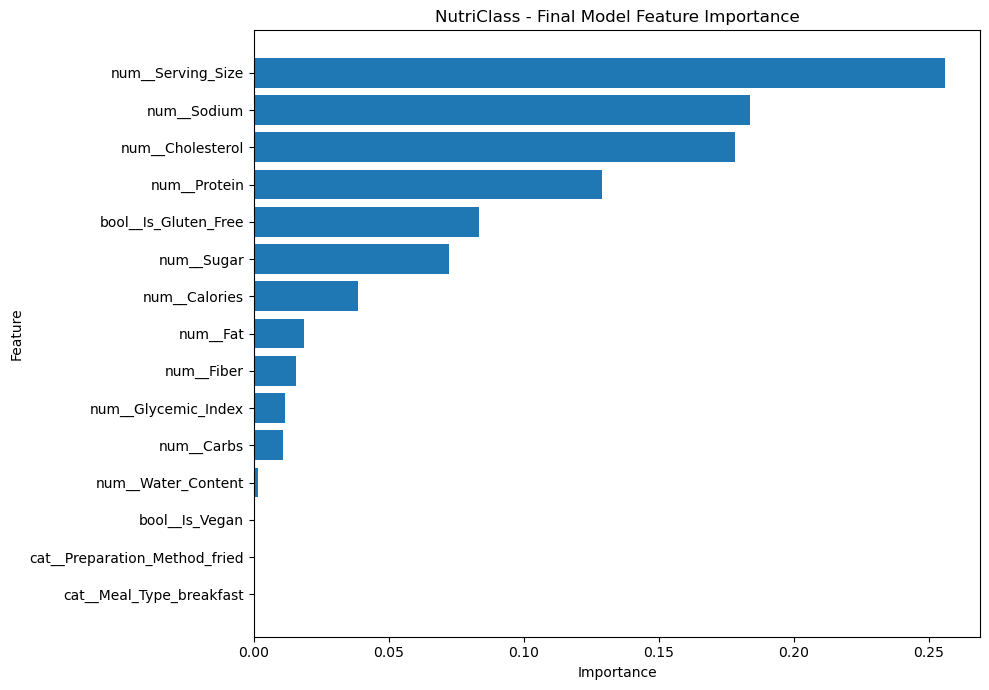 NutriClass - Final Model Feature Importance
num__Serving_Size
num__Sodium
num__Cholesterol
num__Protein
bool__Is_Gluten_Free
num__Sugar
num__Calories
num__Fat
num__Fiber
num__Glycemic_Index
num__Carbs
num__Water_Content
bool__Is_Vegan
cat__Preparation_Method_fried
cat__Meal_Type_breakfast
Feature
0.00 0.05 0.10 0.15 0.20 0.25
Importance